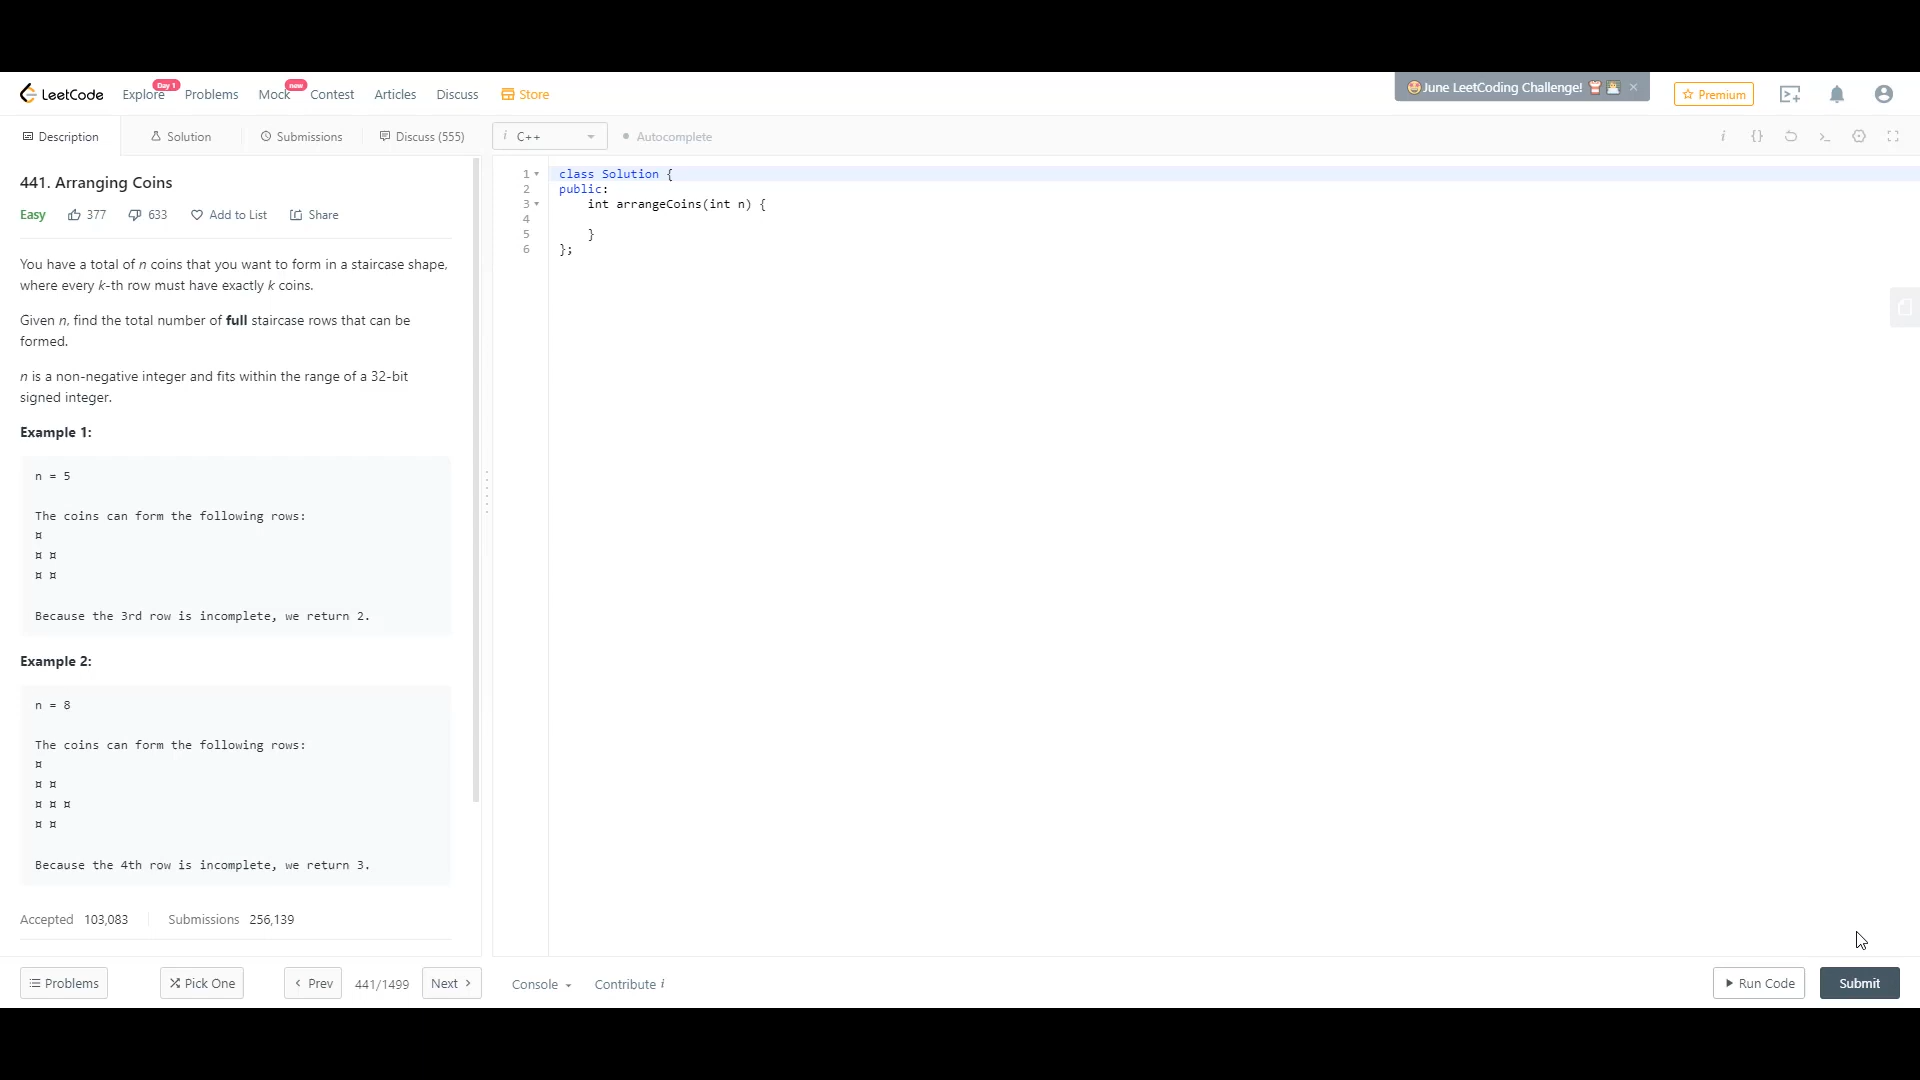 LeetCode Explore Day 1 Problems Mock new Contest Articles Discuss Store June LeetCoding Challenge! Premium
Description Solution Submissions Discuss (555) i C++ Autocomplete i {}
441. Arranging Coins
Easy 377 633 Add to List Share
You have a total of n coins that you want to form in a staircase shape,
where every k-th row must have exactly k coins.
Given n, find the total number of full staircase rows that can be
formed.
n is a non-negative integer and fits within the range of a 32-bit
signed integer.
Example 1:
n = 5
The coins can form the following rows:
¤
¤ ¤
¤ ¤
Because the 3rd row is incomplete, we return 2.
Example 2:
n = 8
The coins can form the following rows:
¤
¤ ¤
¤ ¤ ¤
¤ ¤
Because the 4th row is incomplete, we return 3.
Accepted 103,083 Submissions 256,139
1 class Solution {
2 public:
3 int arrangeCoins(int n) {
4
5 }
6 };
Problems Pick One Prev 441/1499 Next Console Contribute i Run Code Submit